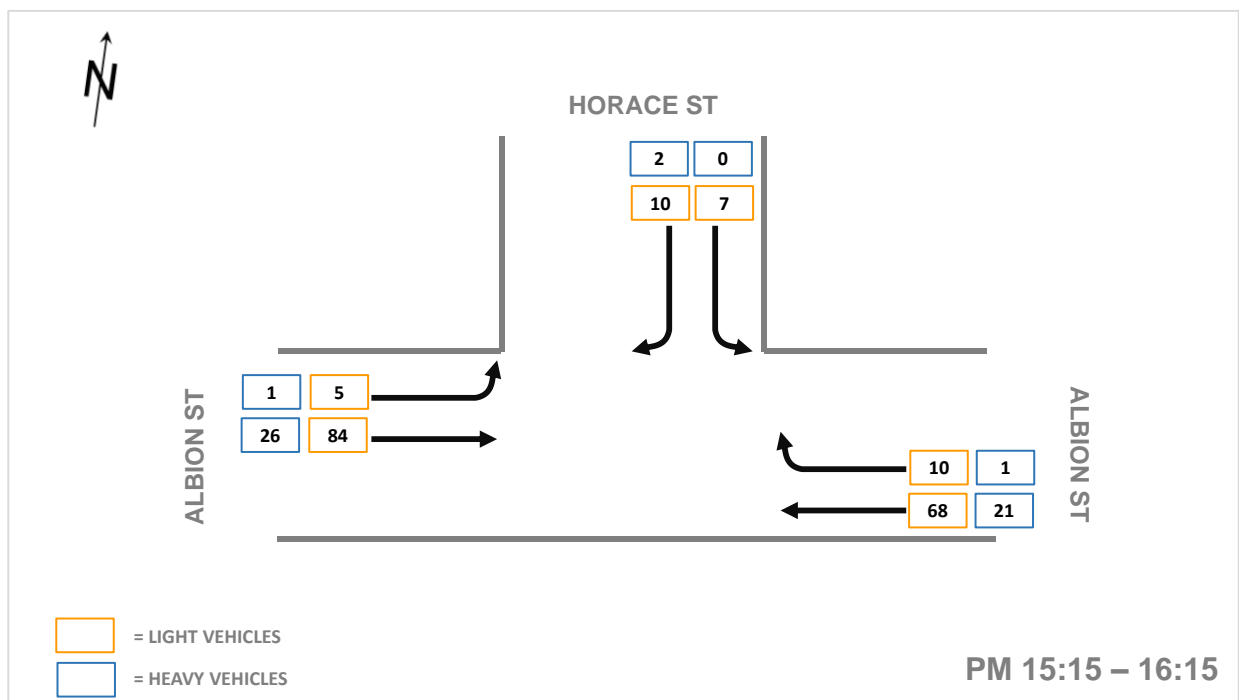 N
HORACE ST
2 0
10 7
1 5
26 84
ALBION ST
10 1
68 21
ALBION ST
= LIGHT VEHICLES
= HEAVY VEHICLES
PM 15:15 – 16:15